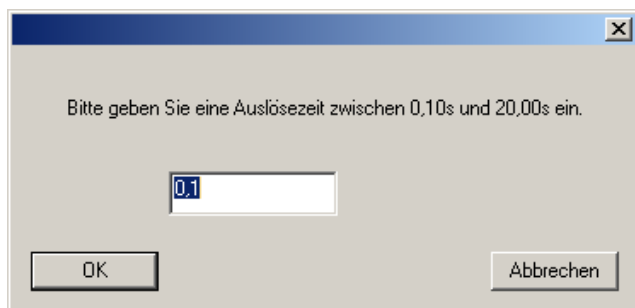 Bitte geben Sie eine Auslösezeit zwischen 0,10s und 20,00s ein.
0,1
OK
Abbrechen